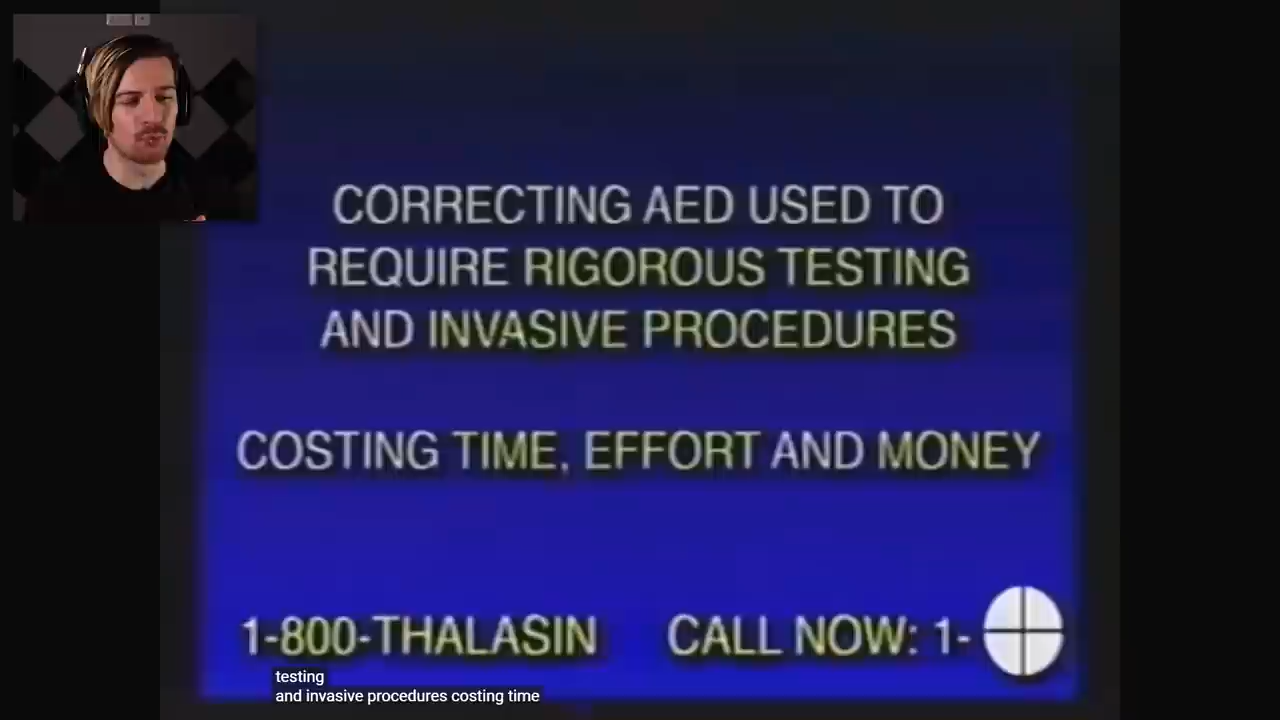 CORRECTING AED USED TO
REQUIRE RIGOROUS TESTING
AND INVASIVE PROCEDURES
COSTING TIME, EFFORT AND MONEY
1-800-THALASIN CALL NOW: 1-
testing
and invasive procedures costing time